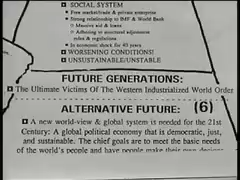 ◘ SOCIAL SYSTEM
• Free market/trade & private enterprise
• Strong relationship to IMF & World Bank
o Massive aid & loans
o Adhering to structural adjustment
rules & regulations
• In economic shock for 45 years
◘ WORSENING CONDITIONS!
◘ UNSUSTAINABLE/UNSTABLE
FUTURE GENERATIONS:
◘ The Ultimate Victims Of The Western Industrialized World Order
ALTERNATIVE FUTURE: (6)
◘ A new world-view & global system is needed for the 21st
Century: A global political economy that is democratic, just,
and sustainable. The chief goals are to meet the basic needs
of the world's people and have people make their own